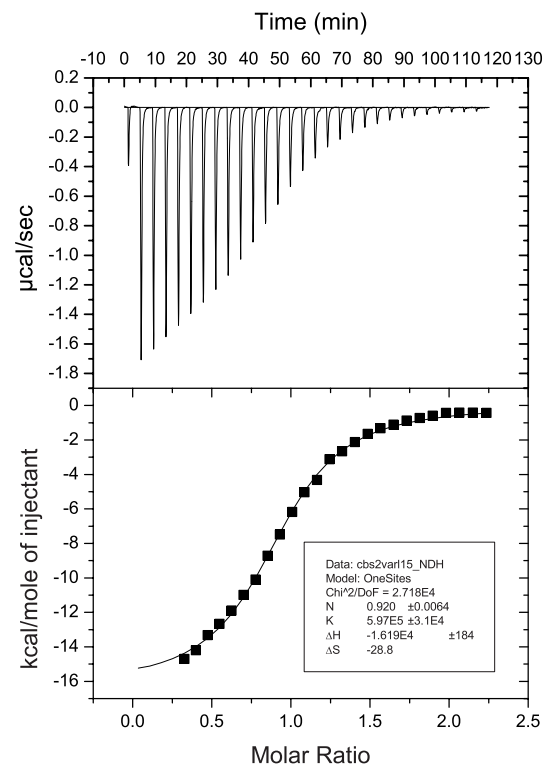 Time (min)
-10 0 10 20 30 40 50 60 70 80 90 100 110 120 130
0.2
0.0
-0.2
-0.4
-0.6
-0.8
-1.0
-1.2
-1.4
-1.6
-1.8
µcal/sec
0
-2
-4
-6
-8
-10
-12
-14
-16
kcal/mole of injectant
Data: cbs2varl15_NDH
Model: OneSites
Chi^2/DoF = 2.718E4
N 0.920 ±0.0064
K 5.97E5 ±3.1E4
ΔH -1.619E4 ±184
ΔS -28.8
0.0 0.5 1.0 1.5 2.0 2.5
Molar Ratio